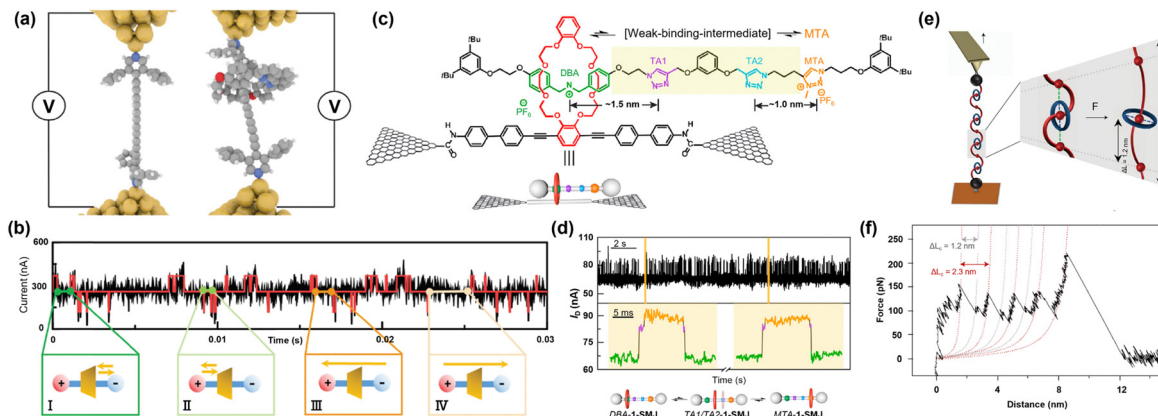 (a)
V
V
(b)
Current (nA)
600
300
0
0
0.01
0.02
0.03
Time (s)
+
-
I
+
-
II
+
-
III
+
-
IV
(c)
[Weak-binding-intermediate]
MTA
tBu
tBu
DBA
TA1
TA2
MTA
tBu
tBu
PF6
~1.5 nm
~1.0 nm
PF6
(d)
110
2 s
80
50
ID (nA)
90
5 ms
60
Time (s)
DBA-1-SMJ
TA1/TA2-1-SMJ
MTA-1-SMJ
(e)
F
ΔL = 1.2 nm
(f)
Force (pN)
250
200
150
100
50
0
ΔLc = 1.2 nm
ΔLc = 2.3 nm
0
4
8
12
Distance (nm)